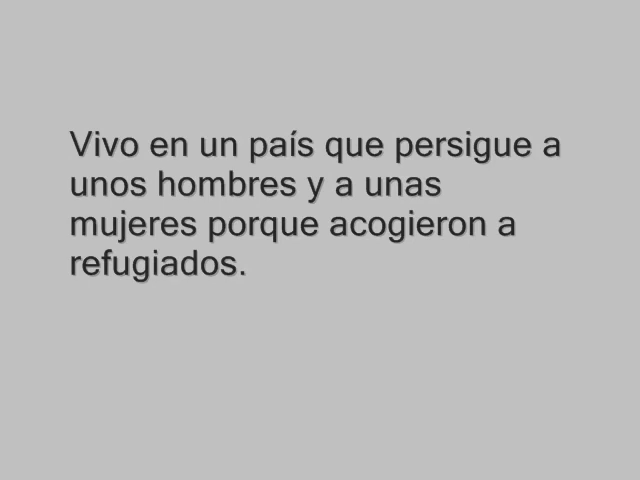 Vivo en un país que persigue a
unos hombres y a unas
mujeres porque acogieron a
refugiados.